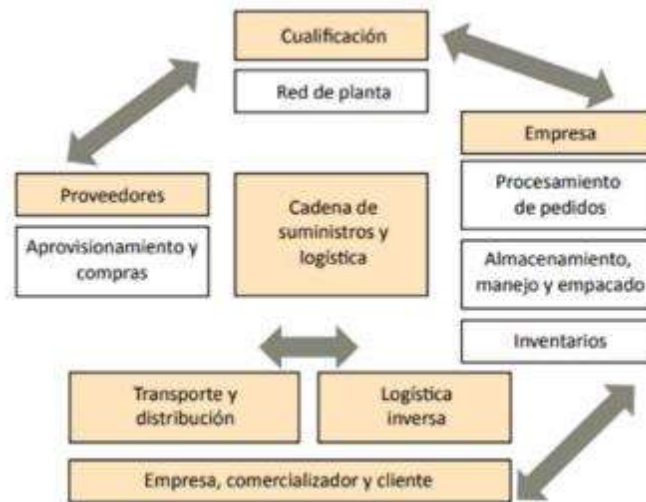 Cualificación
Red de planta
Empresa
Procesamiento
de pedidos
Almacenamiento,
manejo y empacado
Inventarios
Proveedores
Aprovisionamiento y
compras
Cadena de
suministros y
logística
Transporte y
distribución
Logística
inversa
Empresa, comercializador y cliente